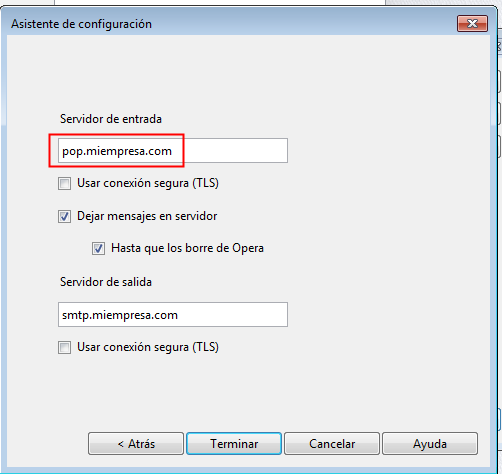 Asistente de configuración
Servidor de entrada
pop.miempresa.com
Usar conexión segura (TLS)
Dejar mensajes en servidor
Hasta que los borre de Opera
Servidor de salida
smtp.miempresa.com
Usar conexión segura (TLS)
< Atrás
Terminar
Cancelar
Ayuda